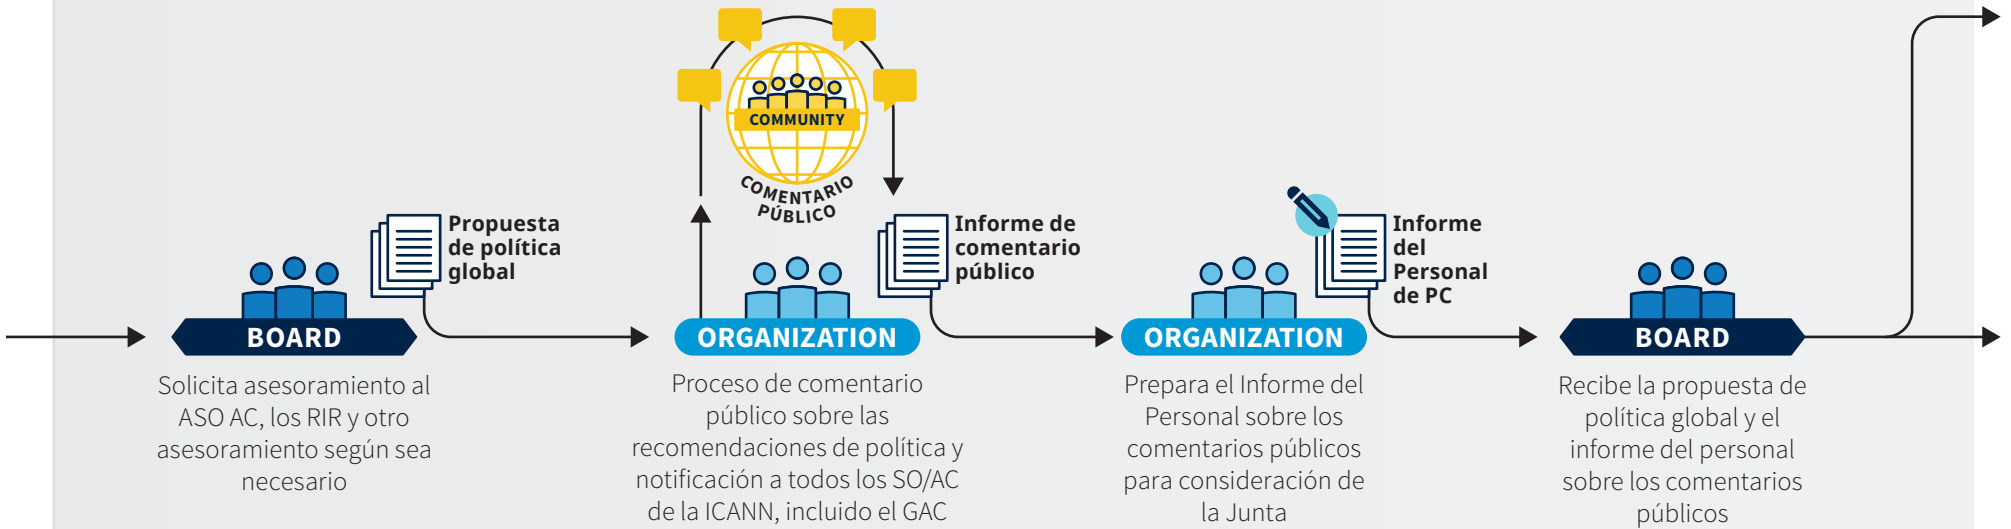 COMMUNITY
COMENTARIO
PÚBLICO
Propuesta
de política
global
Informe de
comentario
público
Informe
del
Personal
de PC
BOARD
Solicita asesoramiento al
ASO AC, los RIR y otro
asesoramiento según sea
necesario
ORGANIZATION
Proceso de comentario
público sobre las
recomendaciones de política y
notificación a todos los SO/AC
de la ICANN, incluido el GAC
ORGANIZATION
Prepara el Informe del
Personal sobre los
comentarios públicos
para consideración de
la Junta
BOARD
Recibe la propuesta de
política global y el
informe del personal
sobre los comentarios
públicos